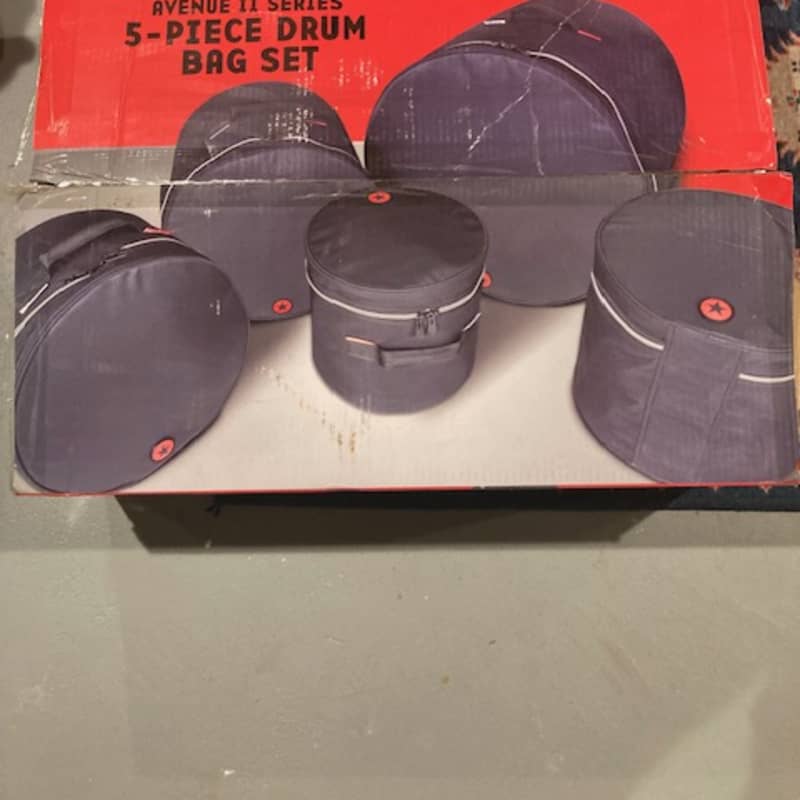 AVENUE II SERIES
5-PIECE DRUM
BAG SET